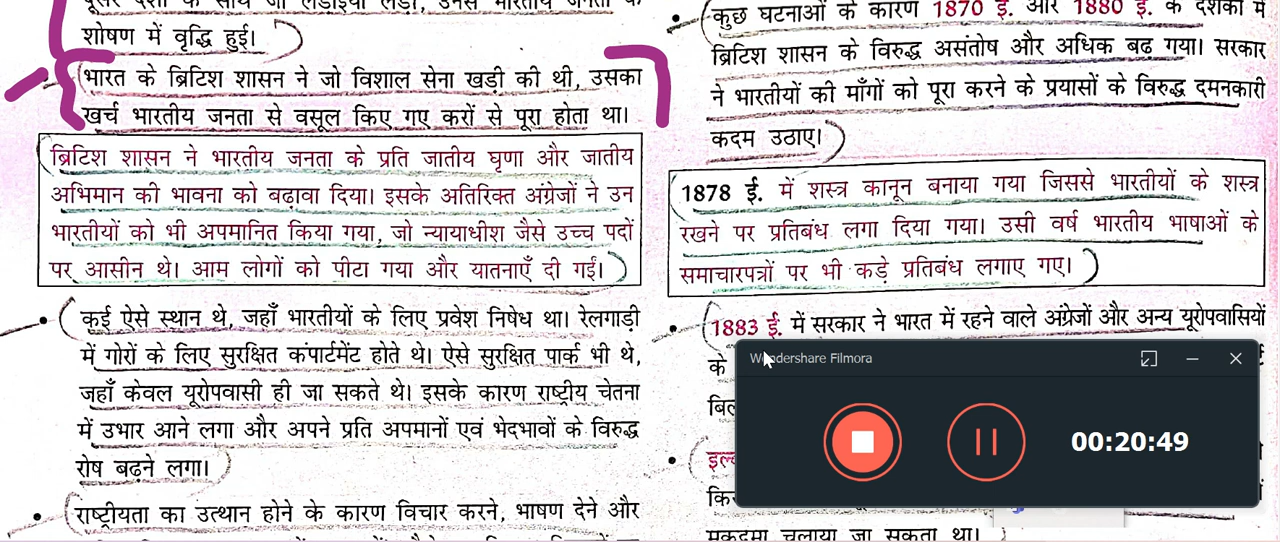 शोषण में वृद्धि हुई।
भारत के ब्रिटिश शासन ने जो विशाल सेना खड़ी की थी, उसका
खर्च भारतीय जनता से वसूल किए गए करों से पूरा होता था।
ब्रिटिश शासन ने भारतीय जनता के प्रति जातीय घृणा और जातीय
अभिमान की भावना को बढ़ावा दिया। इसके अतिरिक्त अंग्रेजों ने उन
भारतीयों को भी अपमानित किया गया, जो न्यायाधीश जैसे उच्च पदों
पर आसीन थे। आम लोगों को पीटा गया और यातनाएँ दी गईं।
• कई ऐसे स्थान थे, जहाँ भारतीयों के लिए प्रवेश निषेध था। रेलगाड़ी
में गोरों के लिए सुरक्षित कंपार्टमेंट होते थे। ऐसे सुरक्षित पार्क भी थे,
जहाँ केवल यूरोपवासी ही जा सकते थे। इसके कारण राष्ट्रीय चेतना
में उभार आने लगा और अपने प्रति अपमानों एवं भेदभावों के विरुद्ध
रोष बढ़ने लगा।
• राष्ट्रीयता का उत्थान होने के कारण विचार करने, भाषण देने और
• कुछ घटनाओं के कारण 1870 ई. और 1880 ई. के दशकों में
ब्रिटिश शासन के विरुद्ध असंतोष और अधिक बढ गया। सरकार
ने भारतीयों की माँगों को पूरा करने के प्रयासों के विरुद्ध दमनकारी
कदम उठाए।
1878 ई. में शस्त्र कानून बनाया गया जिससे भारतीयों के शस्त्र
रखने पर प्रतिबंध लगा दिया गया। उसी वर्ष भारतीय भाषाओं के
समाचारपत्रों पर भी कड़े प्रतिबंध लगाए गए।
• 1883 ई. में सरकार ने भारत में रहने वाले अंग्रेजों और अन्य यूरोपवासियों
के
Wondershare Filmora
00:20:49
मुकदमा चलाया जा सकता था।